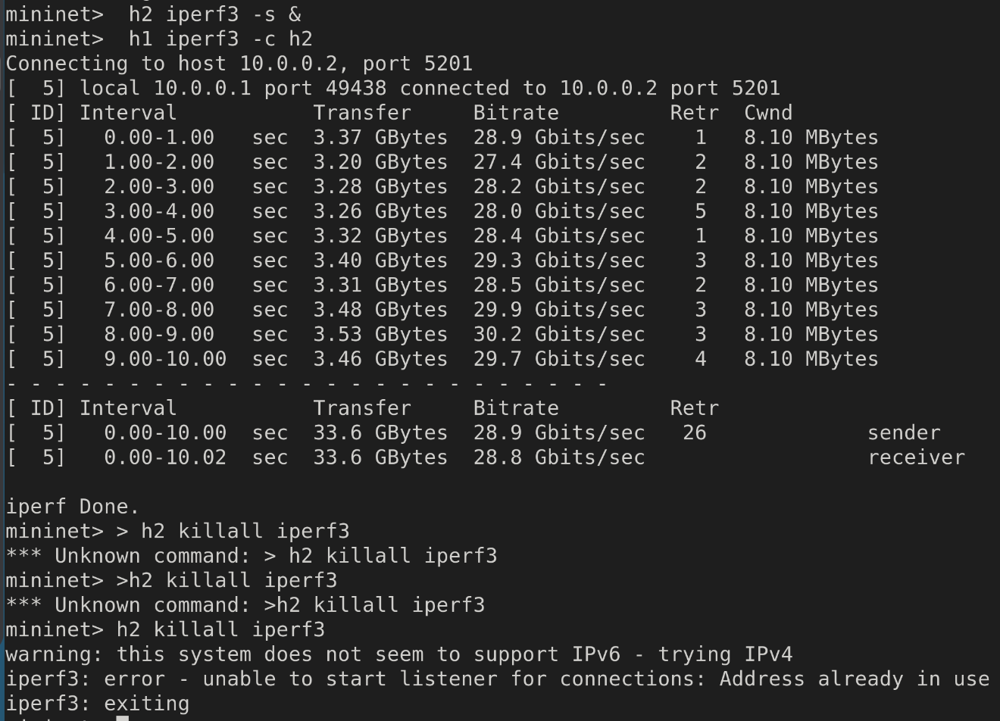 mininet>  h2 iperf3 -s &
mininet>  h1 iperf3 -c h2
Connecting to host 10.0.0.2, port 5201
[  5] local 10.0.0.1 port 49438 connected to 10.0.0.2 port 5201
[ ID] Interval           Transfer     Bitrate         Retr  Cwnd
[  5]   0.00-1.00   sec  3.37 GBytes  28.9 Gbits/sec    1   8.10 MBytes
[  5]   1.00-2.00   sec  3.20 GBytes  27.4 Gbits/sec    2   8.10 MBytes
[  5]   2.00-3.00   sec  3.28 GBytes  28.2 Gbits/sec    2   8.10 MBytes
[  5]   3.00-4.00   sec  3.26 GBytes  28.0 Gbits/sec    5   8.10 MBytes
[  5]   4.00-5.00   sec  3.32 GBytes  28.4 Gbits/sec    1   8.10 MBytes
[  5]   5.00-6.00   sec  3.40 GBytes  29.3 Gbits/sec    3   8.10 MBytes
[  5]   6.00-7.00   sec  3.31 GBytes  28.5 Gbits/sec    2   8.10 MBytes
[  5]   7.00-8.00   sec  3.48 GBytes  29.9 Gbits/sec    3   8.10 MBytes
[  5]   8.00-9.00   sec  3.53 GBytes  30.2 Gbits/sec    3   8.10 MBytes
[  5]   9.00-10.00  sec  3.46 GBytes  29.7 Gbits/sec    4   8.10 MBytes
- - - - - - - - - - - - - - - - - - - - - - - - -
[ ID] Interval           Transfer     Bitrate         Retr
[  5]   0.00-10.00  sec  33.6 GBytes  28.9 Gbits/sec   26             sender
[  5]   0.00-10.02  sec  33.6 GBytes  28.8 Gbits/sec                  receiver
iperf Done.
mininet> > h2 killall iperf3
*** Unknown command: > h2 killall iperf3
mininet> >h2 killall iperf3
*** Unknown command: >h2 killall iperf3
mininet> h2 killall iperf3
warning: this system does not seem to support IPv6 - trying IPv4
iperf3: error - unable to start listener for connections: Address already in use
iperf3: exiting